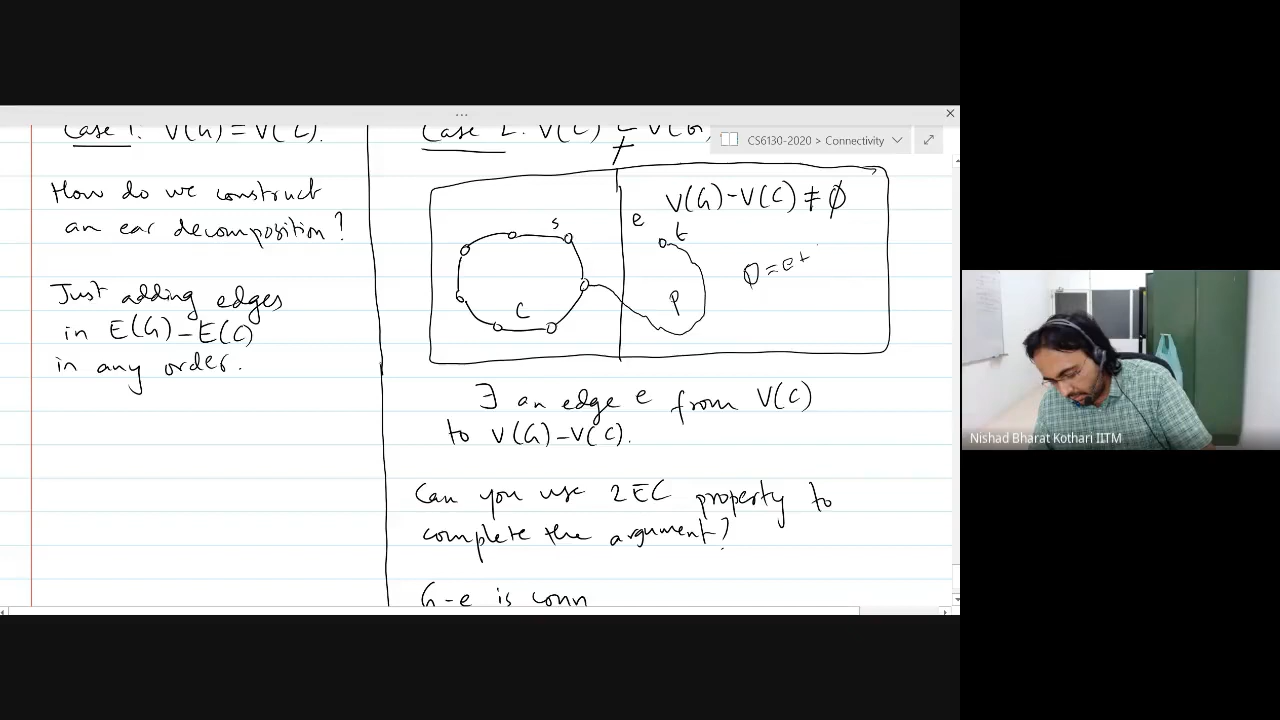 Case 1: V(G) = V(C).
How do we construct
an ear decomposition?
Just adding edges
in E(G) - E(C)
in any order.
Case 2: V(C) ⊊ V(G)
CS6130-2020 > Connectivity
V(G) - V(C) ≠ ∅
e
s
t
Q = e +
P
C
∃ an edge e from V(C)
to V(G) - V(C).
Can you use 2EC property to
complete the argument?
G - e is conn
Nishad Bharat Kothari IITM